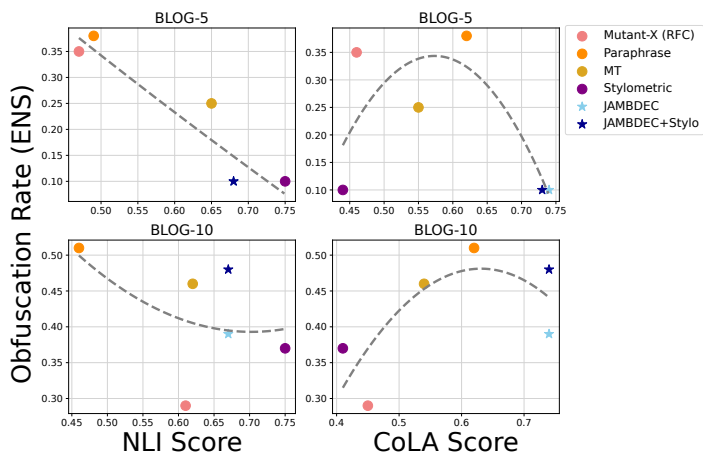 BLOG-5
BLOG-5
Mutant-X (RFC)
Paraphrase
MT
Stylometric
JAMBDEC
JAMBDEC+Stylo
0.35
0.30
0.25
0.20
0.15
0.10
0.50 0.55 0.60 0.65 0.70 0.75
0.35
0.30
0.25
0.20
0.15
0.10
0.45 0.50 0.55 0.60 0.65 0.70 0.75
Obfuscation Rate (ENS)
BLOG-10
BLOG-10
0.50
0.45
0.40
0.35
0.30
0.45 0.50 0.55 0.60 0.65 0.70 0.75
0.50
0.45
0.40
0.35
0.30
0.4 0.5 0.6 0.7
NLI Score
CoLA Score